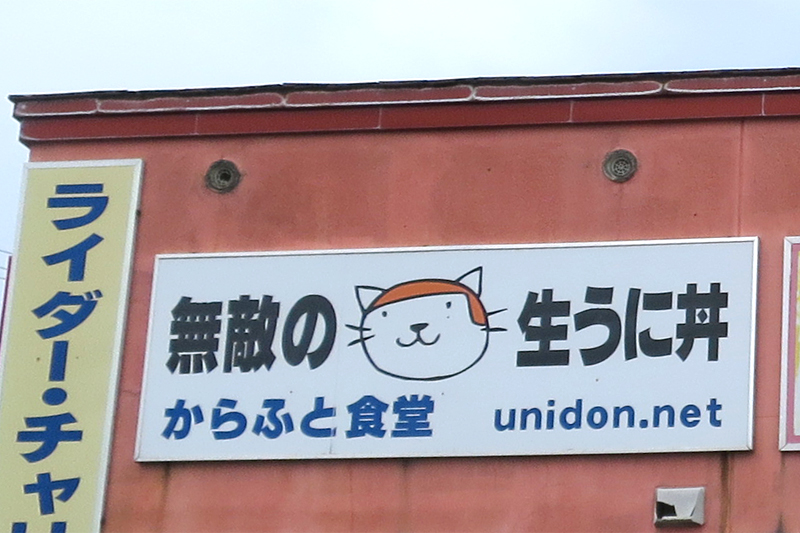 ライダー・チャリ
無敵の 生うに丼
からふと食堂 unidon.net